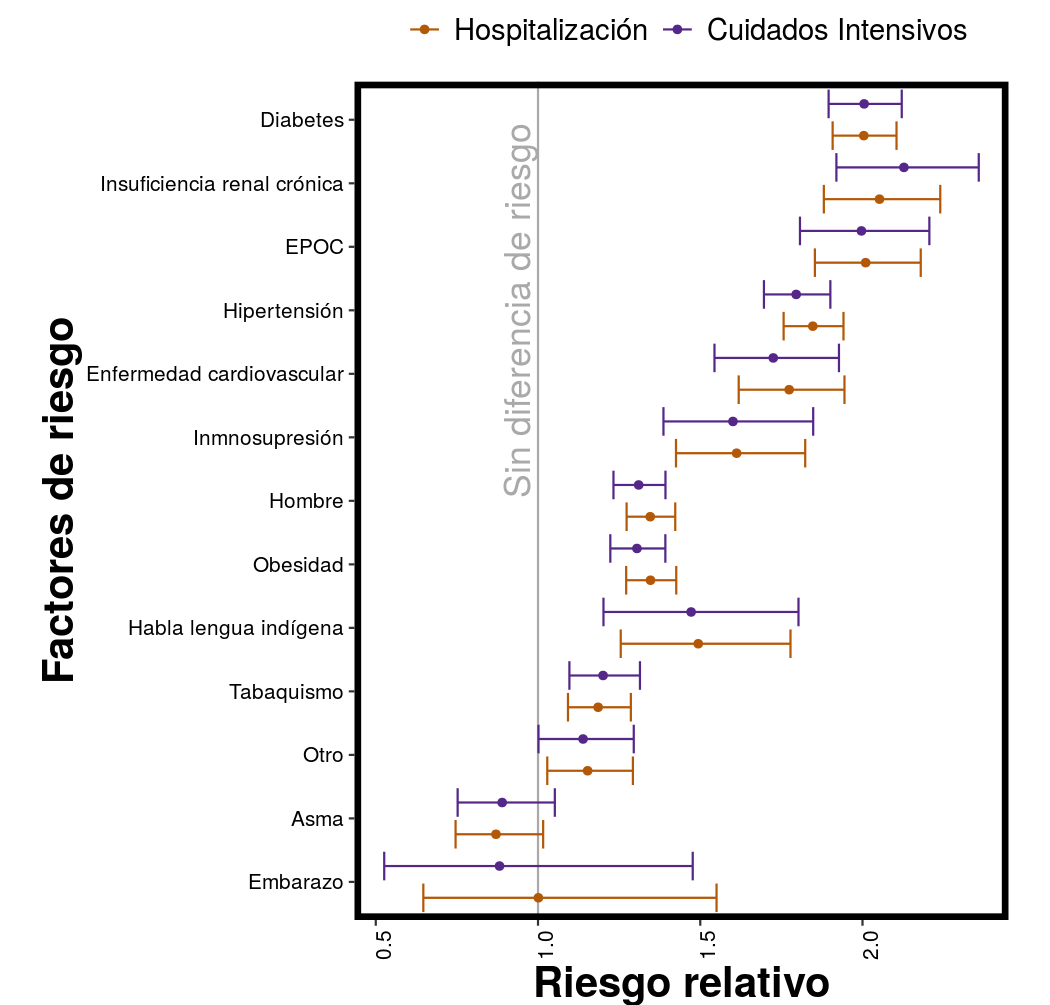 Hospitalización Cuidados Intensivos
Sin diferencia de riesgo
Factores de riesgo
Diabetes
Insuficiencia renal crónica
EPOC
Hipertensión
Enfermedad cardiovascular
Inmnosupresión
Hombre
Obesidad
Habla lengua indígena
Tabaquismo
Otro
Asma
Embarazo
0.5 1.0 1.5 2.0
Riesgo relativo